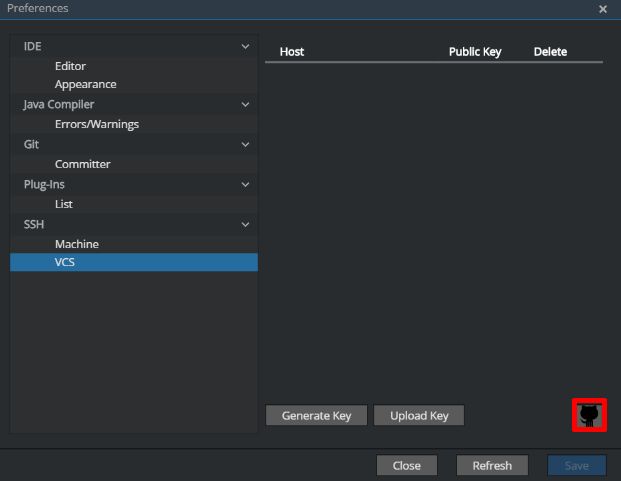 Preferences
IDE
Editor
Appearance
Java Compiler
Errors/Warnings
Git
Committer
Plug-Ins
List
SSH
Machine
VCS
Host Public Key Delete
Generate Key Upload Key
Close Refresh Save